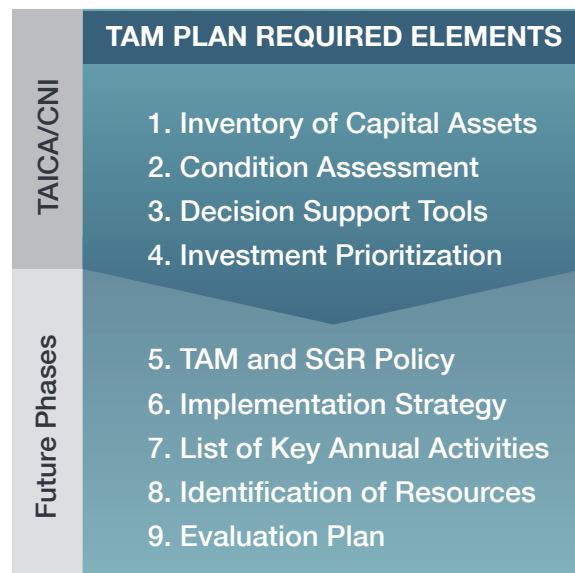 TAM PLAN REQUIRED ELEMENTS
TAICA/CNI
1. Inventory of Capital Assets
2. Condition Assessment
3. Decision Support Tools
4. Investment Prioritization
Future Phases
5. TAM and SGR Policy
6. Implementation Strategy
7. List of Key Annual Activities
8. Identification of Resources
9. Evaluation Plan